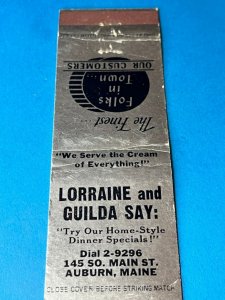 OUR CUSTOMERS
Folks
in
Town
The Finest....
"We Serve the Cream
of Everything!"
LORRAINE and
GUILDA SAY:
"Try Our Home-Style
Dinner Specials!"
Dial 2-9296
145 SO. MAIN ST.
AUBURN, MAINE
CLOSE COVER BEFORE STRIKING MATCH